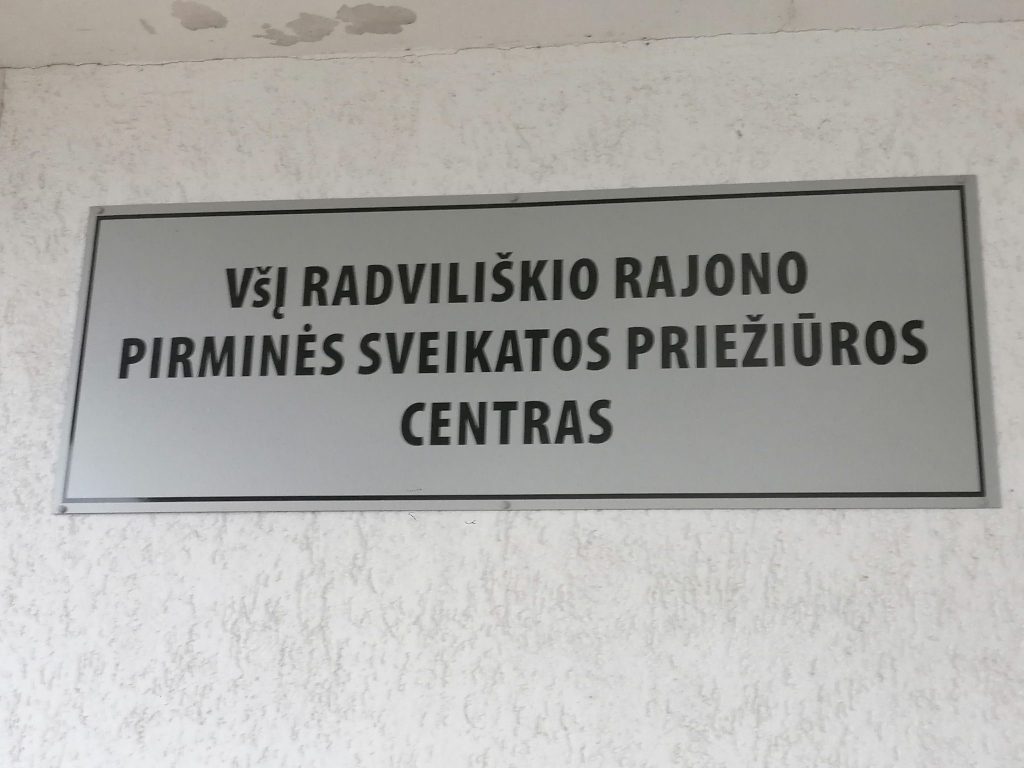 VšĮ RADVILIŠKIO RAJONO
PIRMINĖS SVEIKATOS PRIEŽIŪROS
CENTRAS